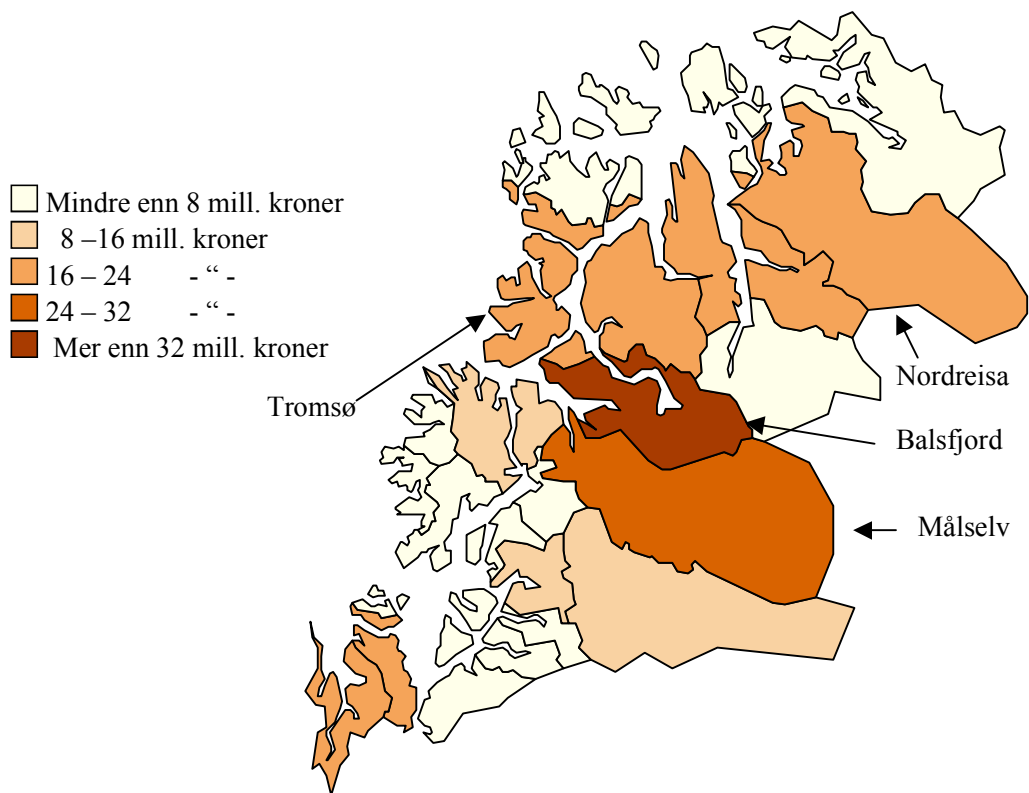 Mindre enn 8 mill. kroner
8 –16 mill. kroner
16 – 24 - “ -
24 – 32 - “ -
Mer enn 32 mill. kroner
Nordreisa
Tromsø
Balsfjord
Målselv